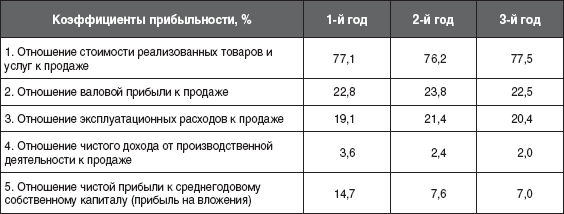 Коэффициенты прибыльности, % 1-й год 2-й год 3-й год
1. Отношение стоимости реализованных товаров и
услуг к продаже 77,1 76,2 77,5
2. Отношение валовой прибыли к продаже 22,8 23,8 22,5
3. Отношение эксплуатационных расходов к продаже 19,1 21,4 20,4
4. Отношение чистого дохода от производственной
деятельности к продаже 3,6 2,4 2,0
5. Отношение чистой прибыли к среднегодовому
собственному капиталу (прибыль на вложения) 14,7 7,6 7,0